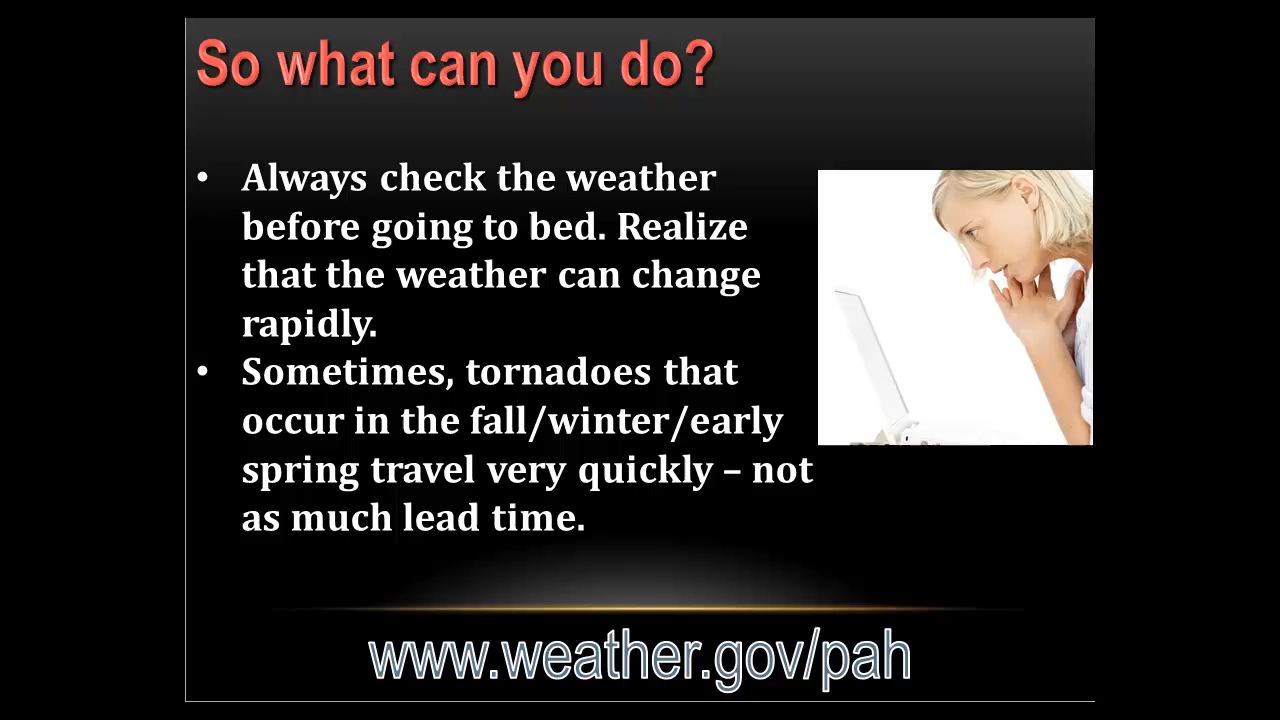 So what can you do?
• Always check the weather
before going to bed. Realize
that the weather can change
rapidly.
• Sometimes, tornadoes that
occur in the fall/winter/early
spring travel very quickly – not
as much lead time.
www.weather.gov/pah